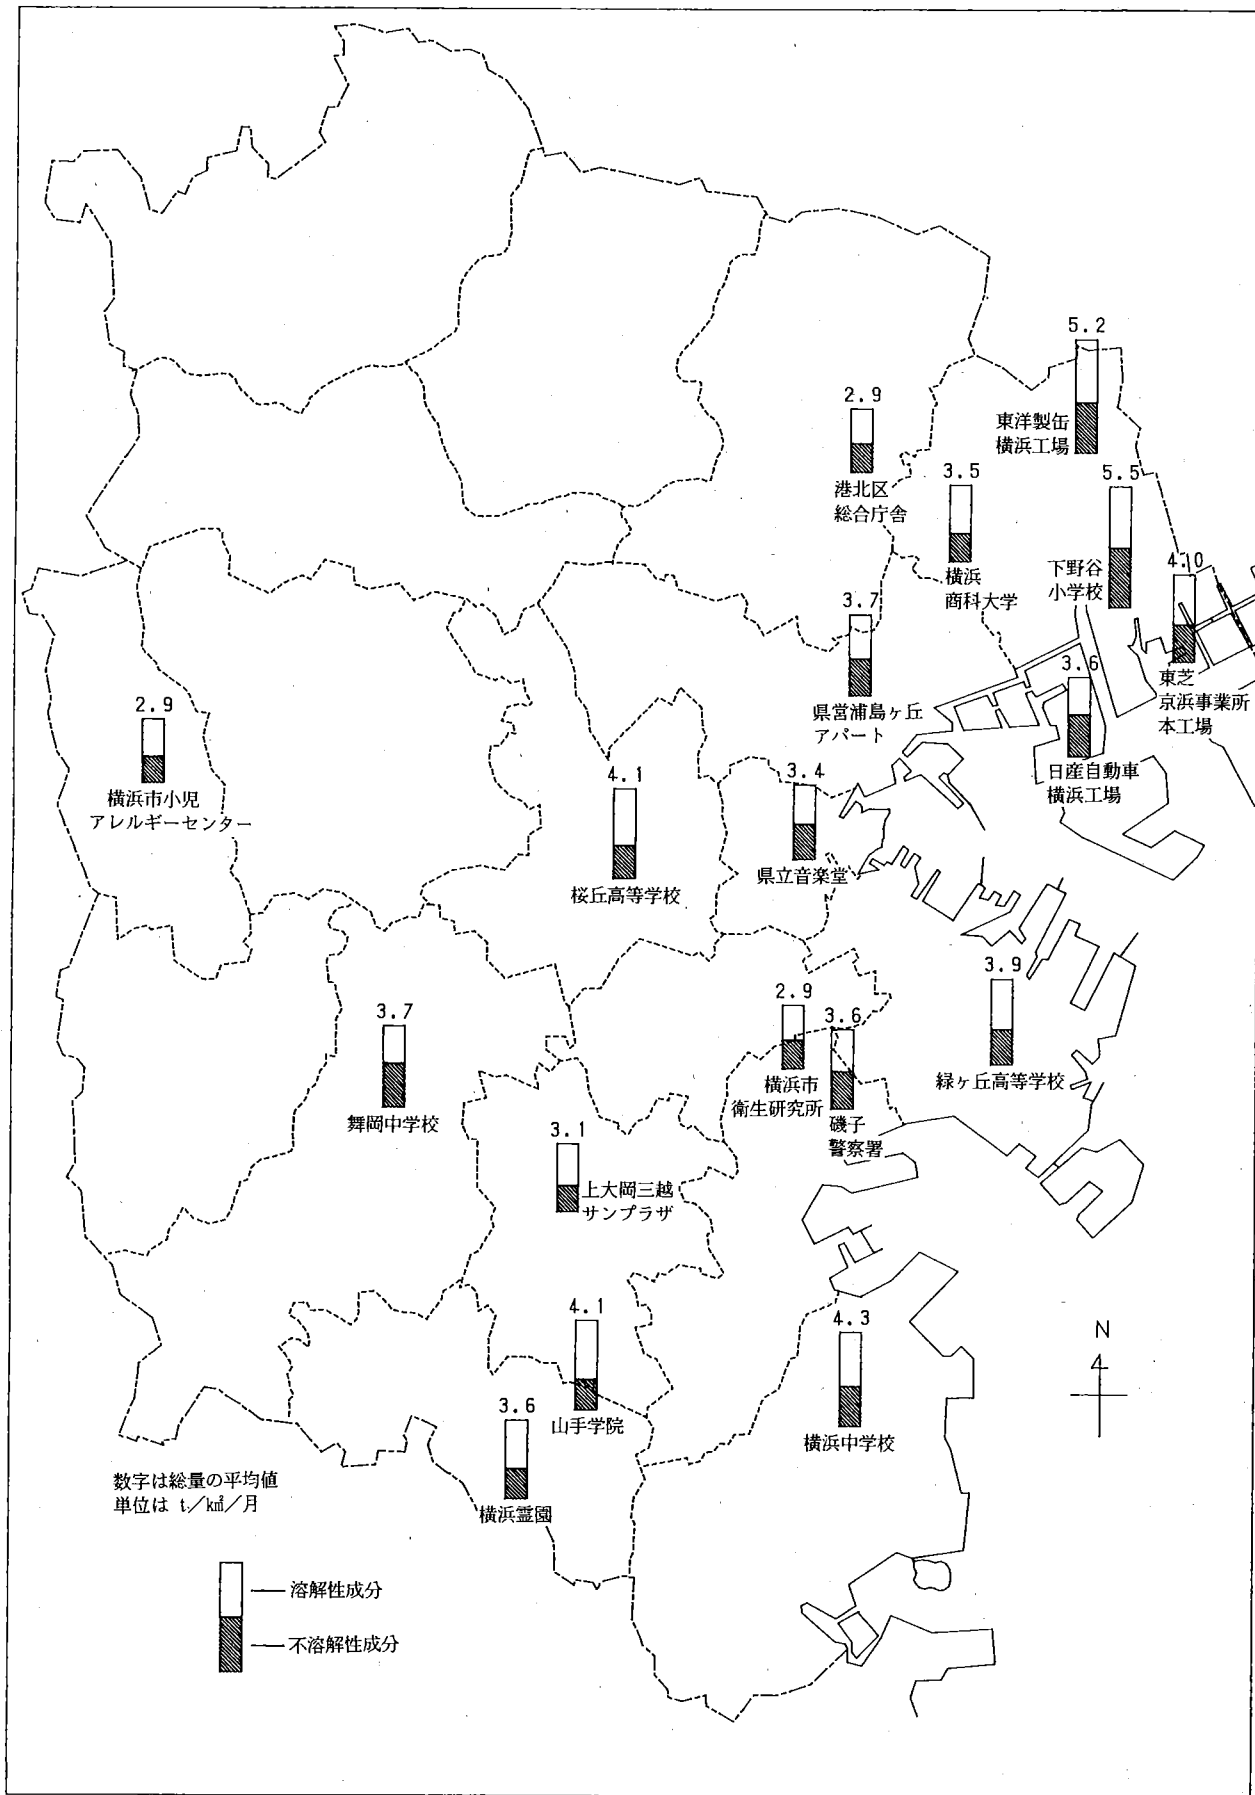 5.2
東洋製缶
横浜工場
2.9
港北区
総合庁舎
3.5
横浜
商科大学
5.5
下野谷
小学校
4.0
東芝
京浜事業所
本工場
3.7
県営浦島ヶ丘
アパート
3.6
日産自動車
横浜工場
2.9
横浜市小児
アレルギーセンター
4.1
桜丘高等学校
3.4
県立音楽堂
3.9
緑ヶ丘高等学校
2.9
横浜市
衛生研究所
3.6
磯子
警察署
3.7
舞岡中学校
3.1
上大岡三越
サンプラザ
4.1
山手学院
4.3
横浜中学校
3.6
横浜霊園
N
数字は総量の平均値
単位は t/k㎡/月
溶解性成分
不溶解性成分